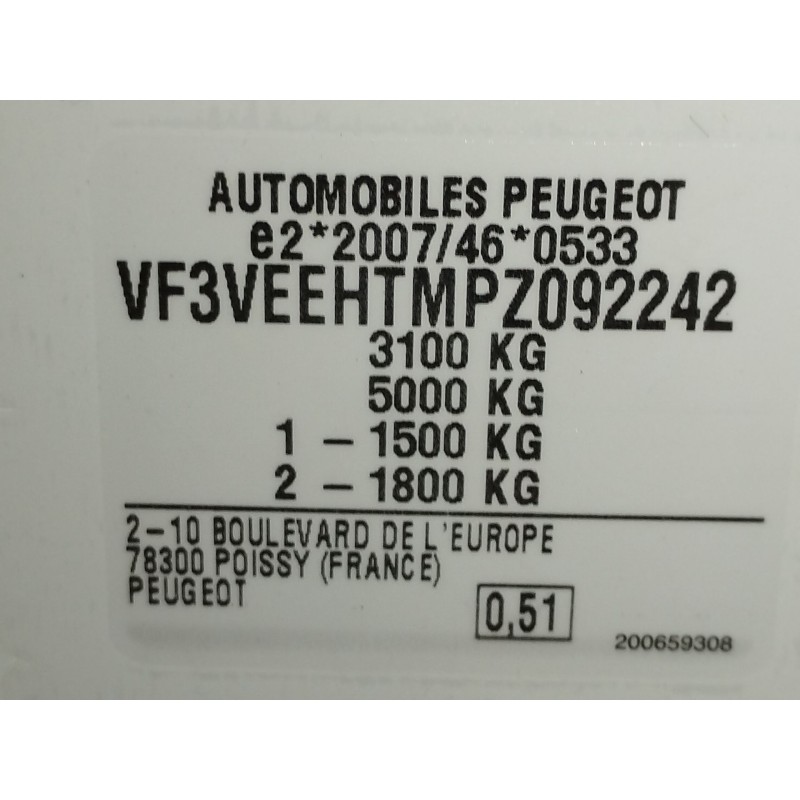 AUTOMOBILES PEUGEOT
e2*2007/46*0533
VF3VEEHTMPZ092242
3100 KG
5000 KG
1 - 1500 KG
2 - 1800 KG
2-10 BOULEVARD DE L'EUROPE
78300 POISSY (FRANCE)
PEUGEOT
0,51
200659308